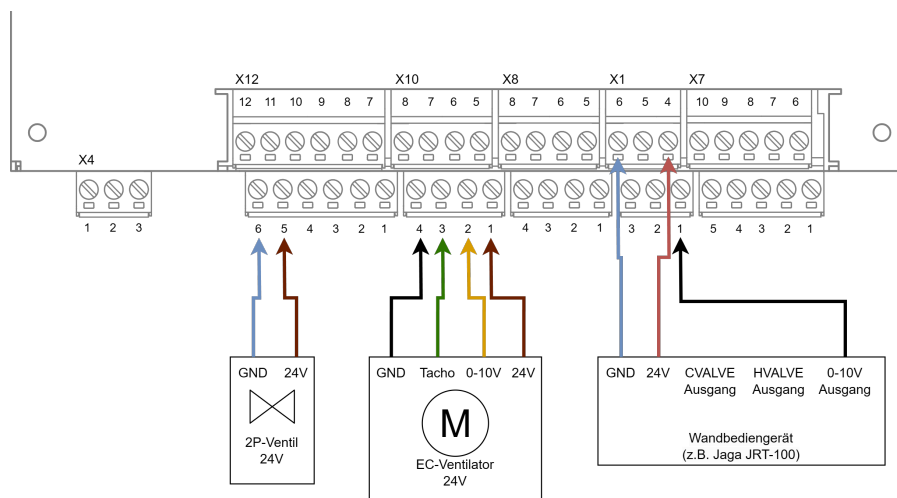 X12 X10 X8 X1 X7
12 11 10 9 8 7 8 7 6 5 8 7 6 5 6 5 4 10 9 8 7 6
X4
1 2 3
6 5 4 3 2 1 4 3 2 1 4 3 2 1 3 2 1 5 4 3 2 1
GND 24V
2P-Ventil
24V
GND Tacho 0-10V 24V
M
EC-Ventilator
24V
GND 24V CVALVE HVALVE 0-10V
Ausgang Ausgang Ausgang
Wandbediengerät
(z.B. Jaga JRT-100)